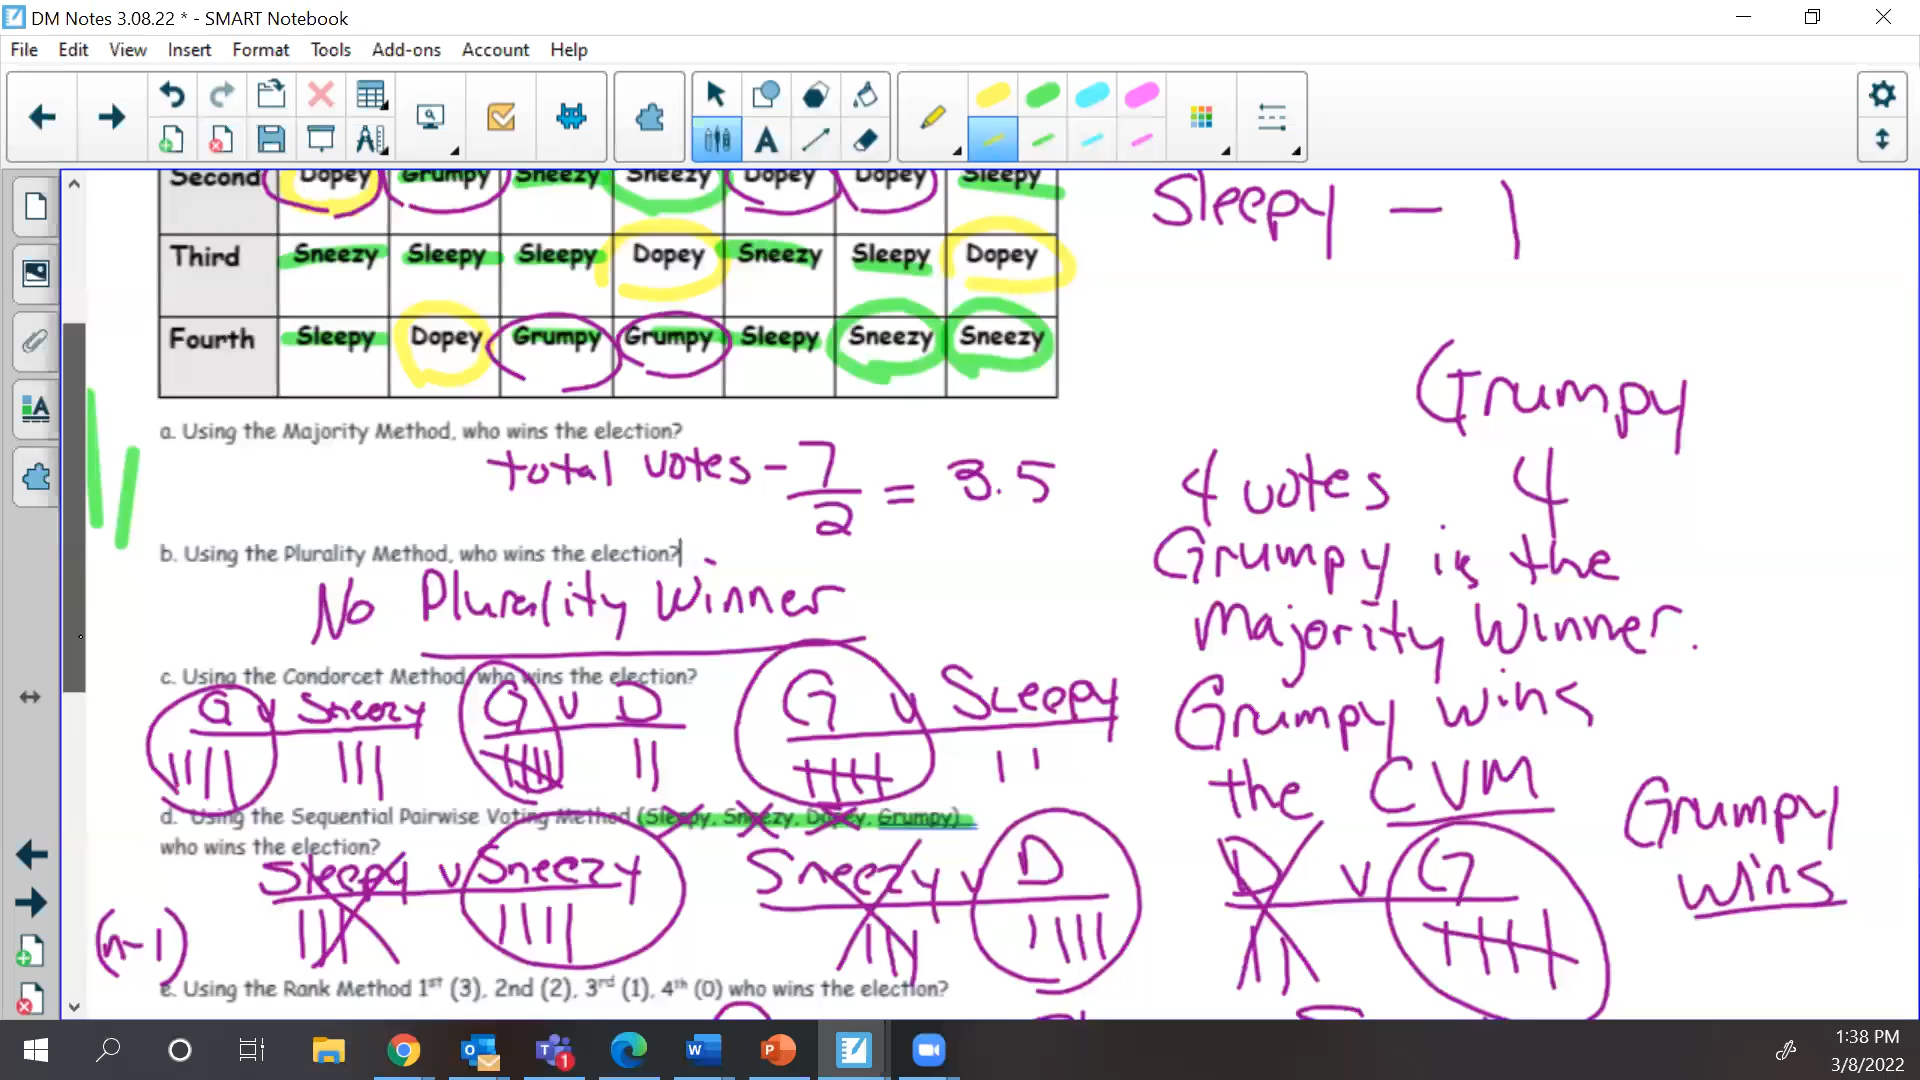 DM Notes 3.08.22 * - SMART Notebook
File Edit View Insert Format Tools Add-ons Account Help
Second Dopey Grumpy Sneezy Sneezy Dopey Dopey Sleepy
Sleepy - 1
Third Sneezy Sleepy Sleepy Dopey Sneezy Sleepy Dopey
Fourth Sleepy Dopey Grumpy Grumpy Sleepy Sneezy Sneezy
Grumpy
a. Using the Majority Method, who wins the election?
total votes - 7/2 = 3.5
4 votes 4
b. Using the Plurality Method, who wins the election?
Grumpy is the
No Plurality Winner
Majority Winner.
c. Using the Condorcet Method, who wins the election?
G v Sneezy G v D G v Sleepy
Grumpy wins
the CVM
d. Using the Sequential Pairwise Voting Method (Sleepy, Sneezy, Dopey, Grumpy)
who wins the election?
Grumpy
wins
Sleepy v Sneezy Sneezy v D D v G
(n-1)
e. Using the Rank Method 1st (3), 2nd (2), 3rd (1), 4th (0) who wins the election?
1:38 PM
3/8/2022